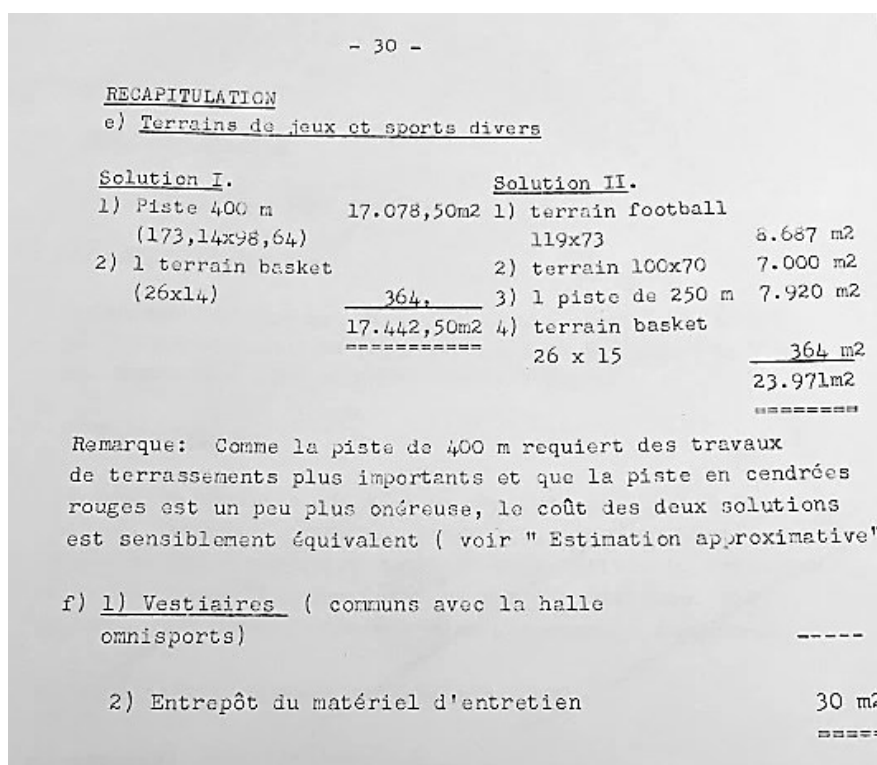 - 30 -
RECAPITULATION
e) Terrains de jeux et sports divers
Solution I.
1) Piste 400 m 17.078,50m2
(173,14x98,64)
2) 1 terrain basket
(26x14) 364,
17.442,50m2
===========
Solution II.
1) terrain football
119x73 8.687 m2
2) terrain 100x70 7.000 m2
3) 1 piste de 250 m 7.920 m2
4) terrain basket
26 x 15 364 m2
23.971m2
========
Remarque: Comme la piste de 400 m requiert des travaux
de terrassements plus importants et que la piste en cendrées
rouges est un peu plus onéreuse, le coût des deux solutions
est sensiblement équivalent ( voir " Estimation approximative"
f) 1) Vestiaires ( communs avec la halle
omnisports) -----
2) Entrepôt du matériel d'entretien 30 m2
=====